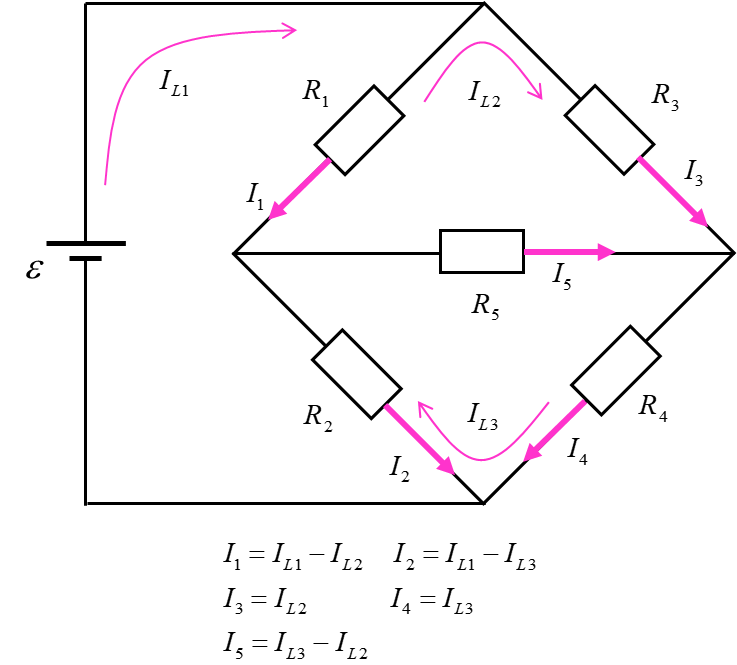 I_{L1}
R_1
I_{L2}
R_3
I_1
I_3
ε
I_5
R_5
R_2
I_{L3}
R_4
I_2
I_4
I_1 = I_{L1} − I_{L2} I_2 = I_{L1} − I_{L3}
I_3 = I_{L2} I_4 = I_{L3}
I_5 = I_{L3} − I_{L2}